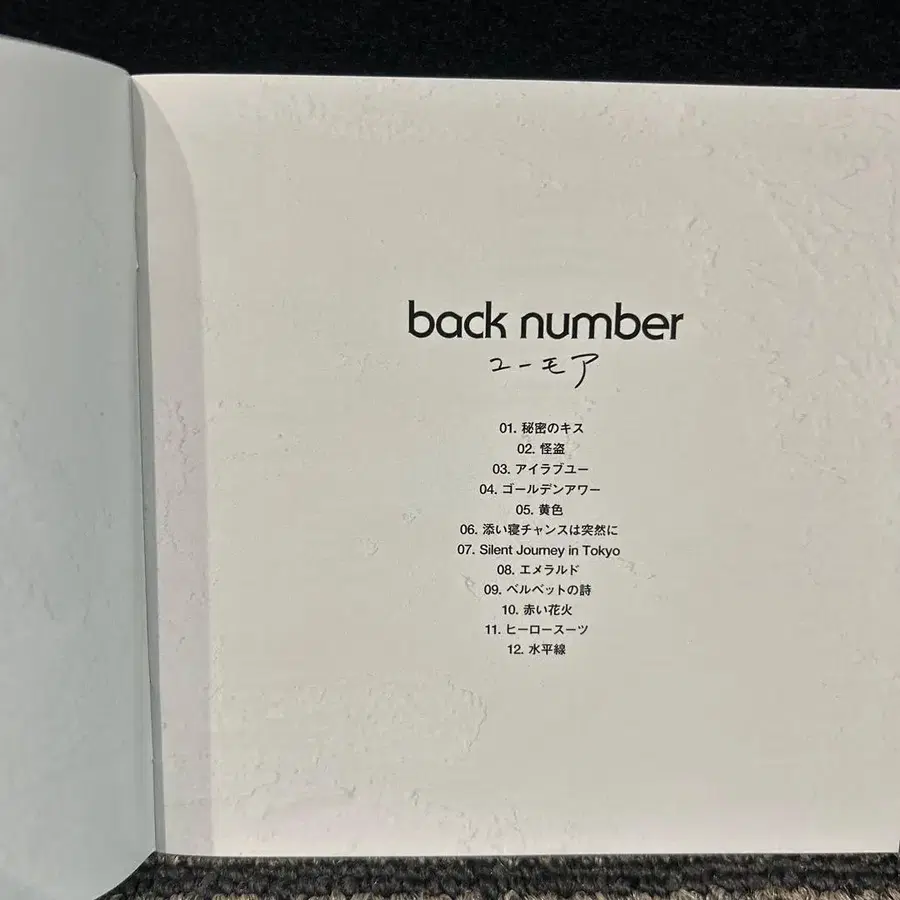 back number
ユーモア
01. 秘密のキス
02. 怪盗
03. アイラブユー
04. ゴールデンアワー
05. 黄色
06. 添い寝チャンスは突然に
07. Silent Journey in Tokyo
08. エメラルド
09. ベルベットの詩
10. 赤い花火
11. ヒーロースーツ
12. 水平線